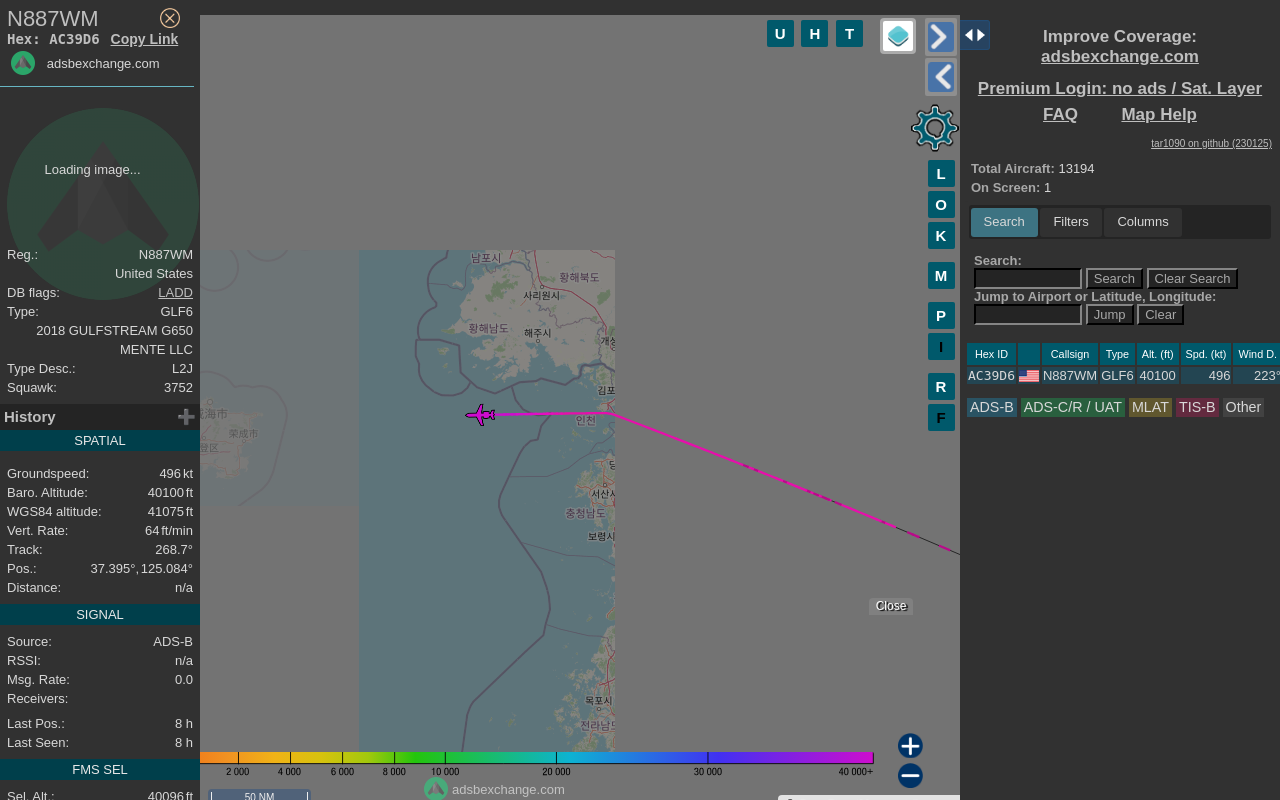 N887WM
Hex: AC39D6 Copy Link
adsbexchange.com
Loading image...
Reg.: N887WM
United States
DB flags: LADD
Type: GLF6
2018 GULFSTREAM G650
MENTE LLC
Type Desc.: L2J
Squawk: 3752
History
SPATIAL
Groundspeed: 496 kt
Baro. Altitude: 40100 ft
WGS84 altitude: 41075 ft
Vert. Rate: 64 ft/min
Track: 268.7°
Pos.: 37.395°, 125.084°
Distance: n/a
SIGNAL
Source: ADS-B
RSSI: n/a
Msg. Rate: 0.0
Receivers:
Last Pos.: 8 h
Last Seen: 8 h
FMS SEL
Sel. Alt.: 40096 ft
U H T
L
O
K
M
P
I
R
F
남포시
황해북도
사리원시
황해남도
해주시
인천
서산시
충청남도
보령시
목포시
荣成市
Close
2 000 4 000 6 000 8 000 10 000 20 000 30 000 40 000+
adsbexchange.com
50 NM
Improve Coverage:
adsbexchange.com
Premium Login: no ads / Sat. Layer
FAQ Map Help
tar1090 on github (230125)
Total Aircraft: 13194
On Screen: 1
Search Filters Columns
Search:
Search Clear Search
Jump to Airport or Latitude, Longitude:
Jump Clear
Hex ID Callsign Type Alt. (ft) Spd. (kt) Wind D.
AC39D6 N887WM GLF6 40100 496 223°
ADS-B ADS-C/R / UAT MLAT TIS-B Other